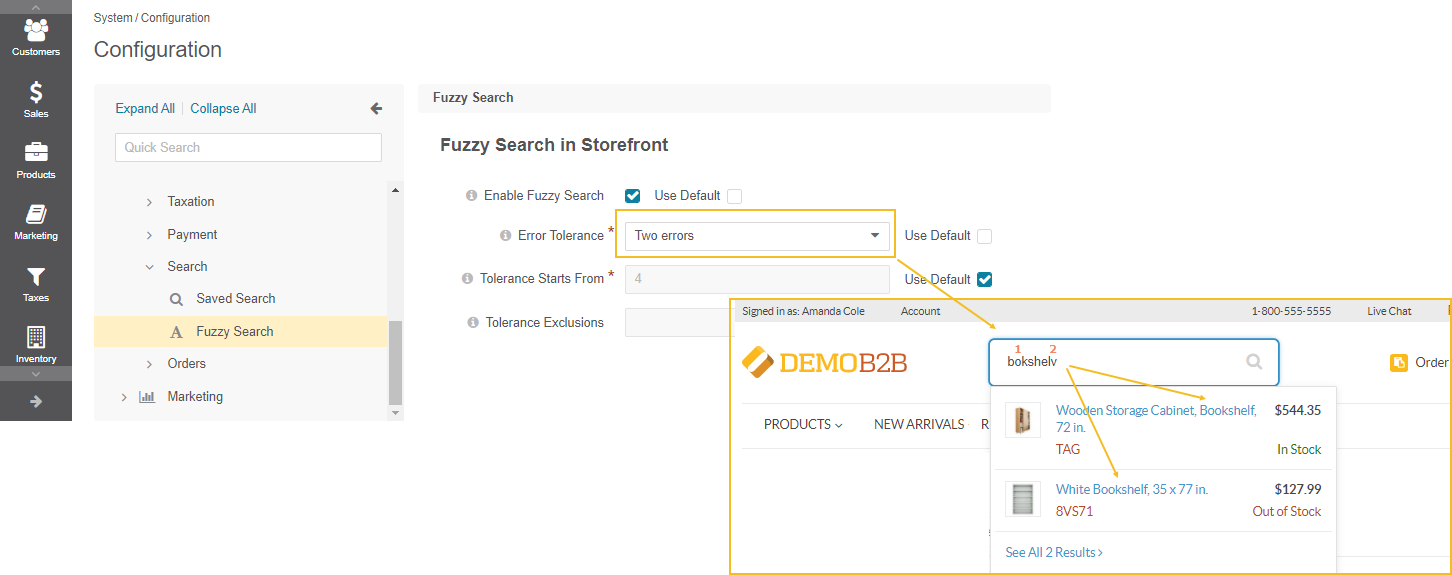 Customers
Sales
Products
Marketing
Taxes
Inventory
System / Configuration
Configuration
Expand All | Collapse All
Quick Search
Taxation
Payment
Search
Saved Search
A Fuzzy Search
Orders
Marketing
Fuzzy Search
Fuzzy Search in Storefront
Enable Fuzzy Search Use Default
Error Tolerance * Two errors Use Default
Tolerance Starts From * 4 Use Default
Tolerance Exclusions
Signed in as: Amanda Cole Account 1-800-555-5555 Live Chat
DEMOB2B
1 2
bokshelv
Order
PRODUCTS NEW ARRIVALS R
Wooden Storage Cabinet, Bookshelf, $544.35
72 in.
TAG In Stock
White Bookshelf, 35 x 77 in. $127.99
8VS71 Out of Stock
See All 2 Results >